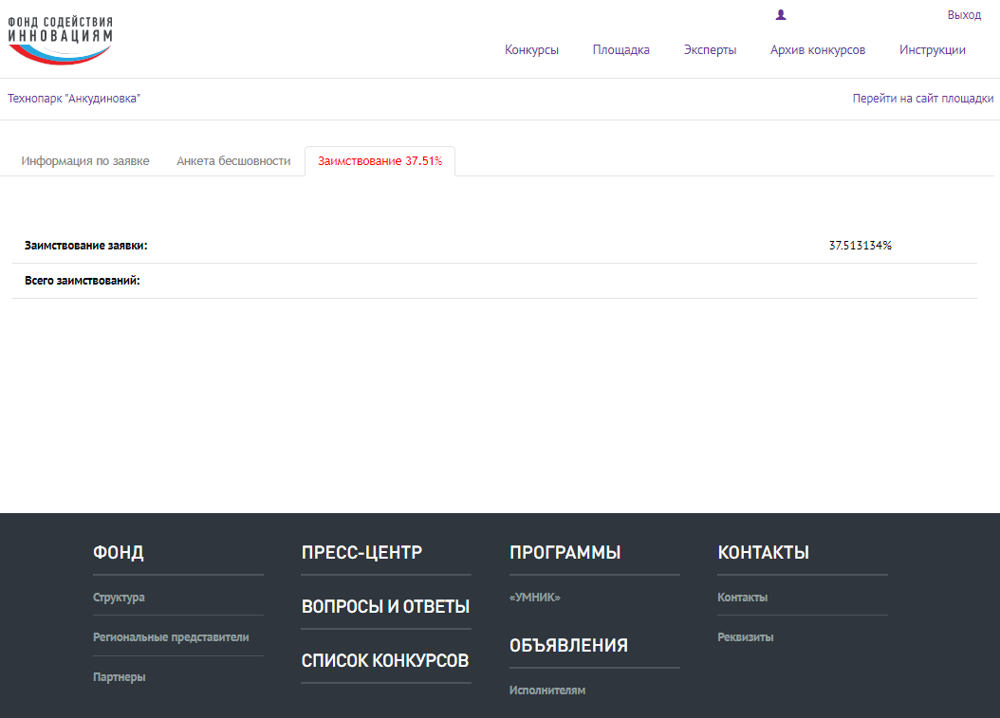 ФОНД СОДЕЙСТВИЯ
ИННОВАЦИЯМ
Выход
Конкурсы Площадка Эксперты Архив конкурсов Инструкции
Технопарк "Анкудиновка" Перейти на сайт площадки
Информация по заявке Анкета бесшовности Заимствование 37.51%
Заимствование заявки: 37.513134%
Всего заимствований:
ФОНД
Структура
Региональные представители
Партнеры
ПРЕСС-ЦЕНТР
ВОПРОСЫ И ОТВЕТЫ
СПИСОК КОНКУРСОВ
ПРОГРАММЫ
«УМНИК»
ОБЪЯВЛЕНИЯ
Исполнителям
КОНТАКТЫ
Контакты
Реквизиты